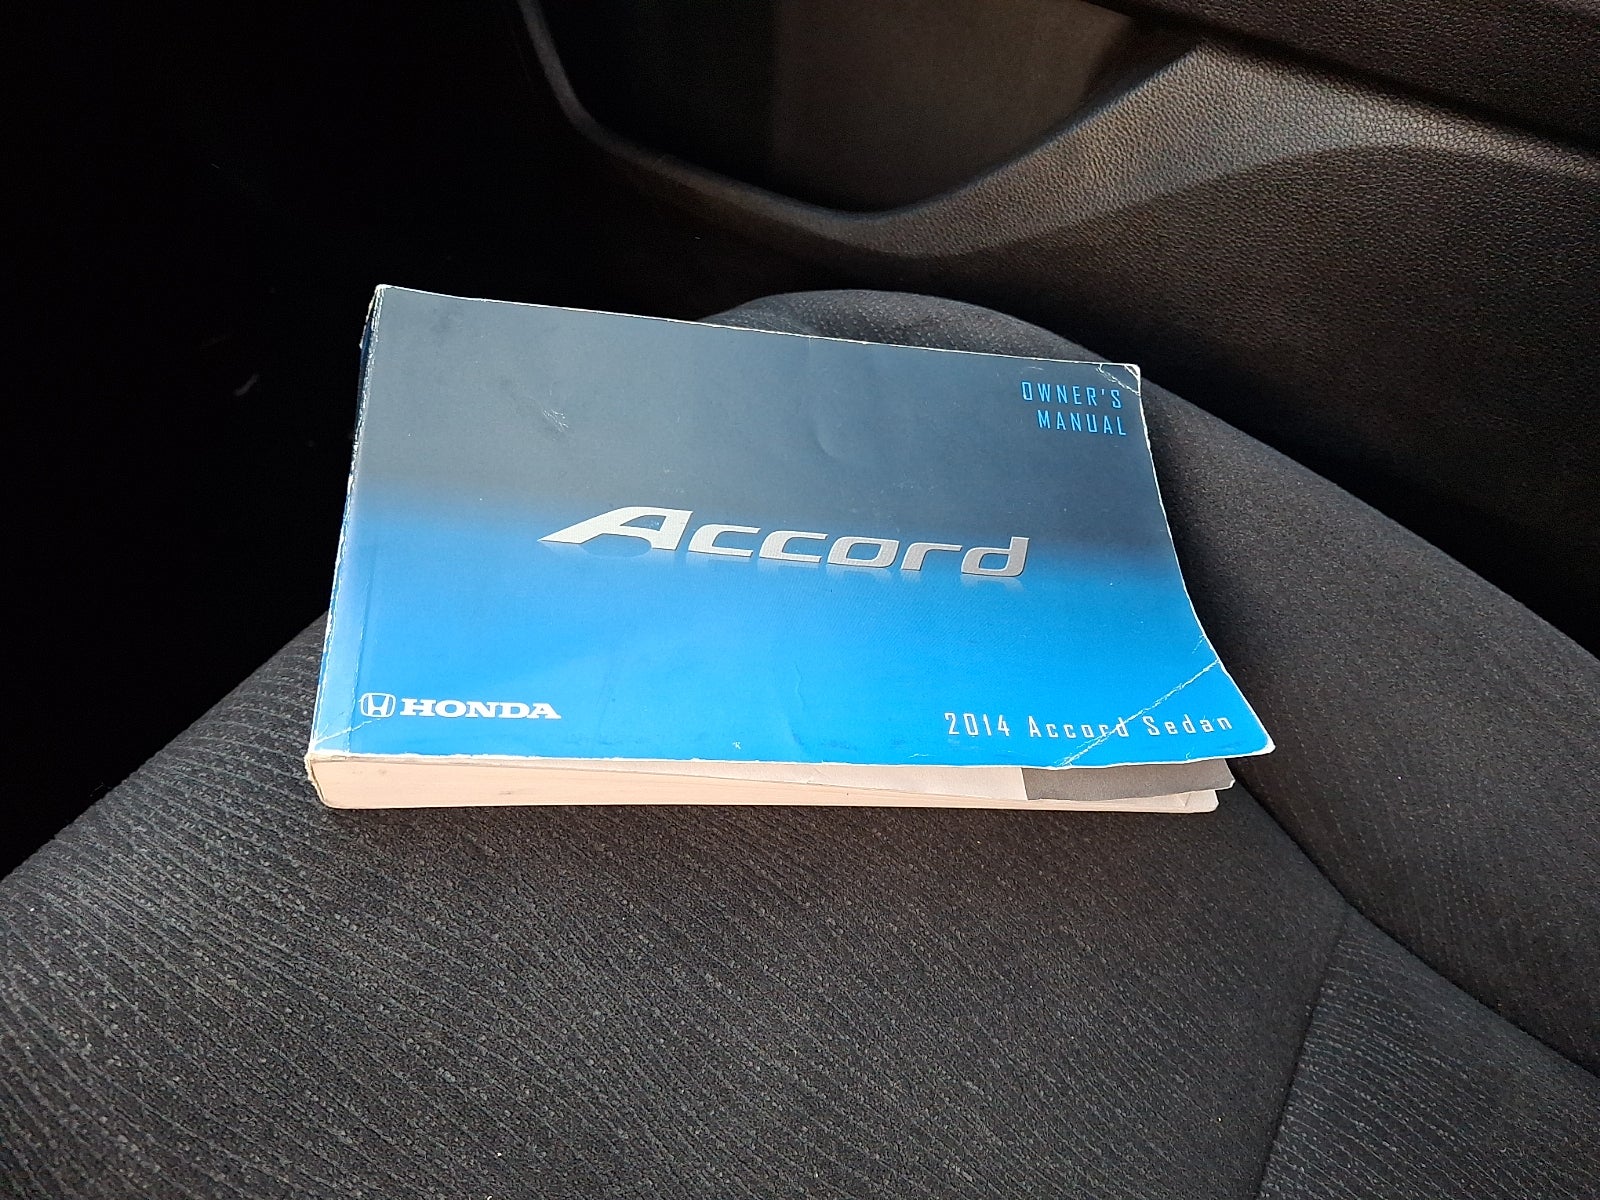 OWNER'S
MANUAL
Accord
HONDA
2014 Accord Sedan